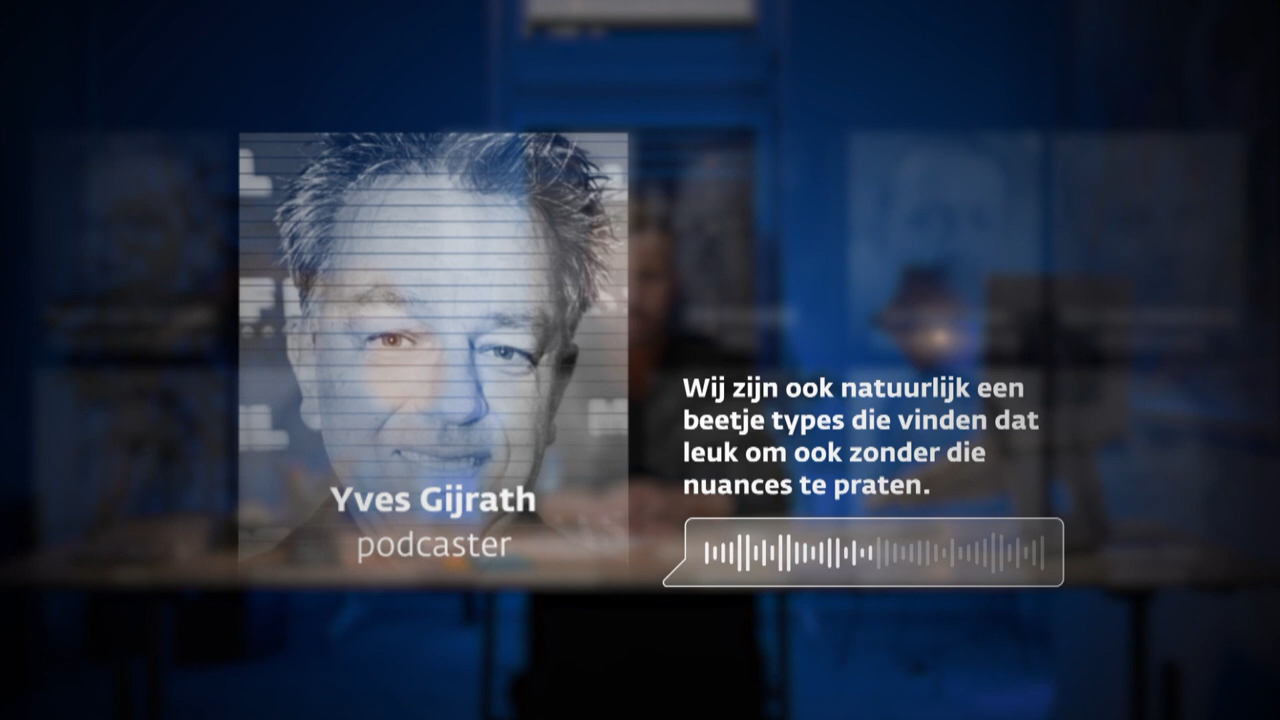 Yves Gijrath
podcaster
Wij zijn ook natuurlijk een
beetje types die vinden dat
leuk om ook zonder die
nuances te praten.